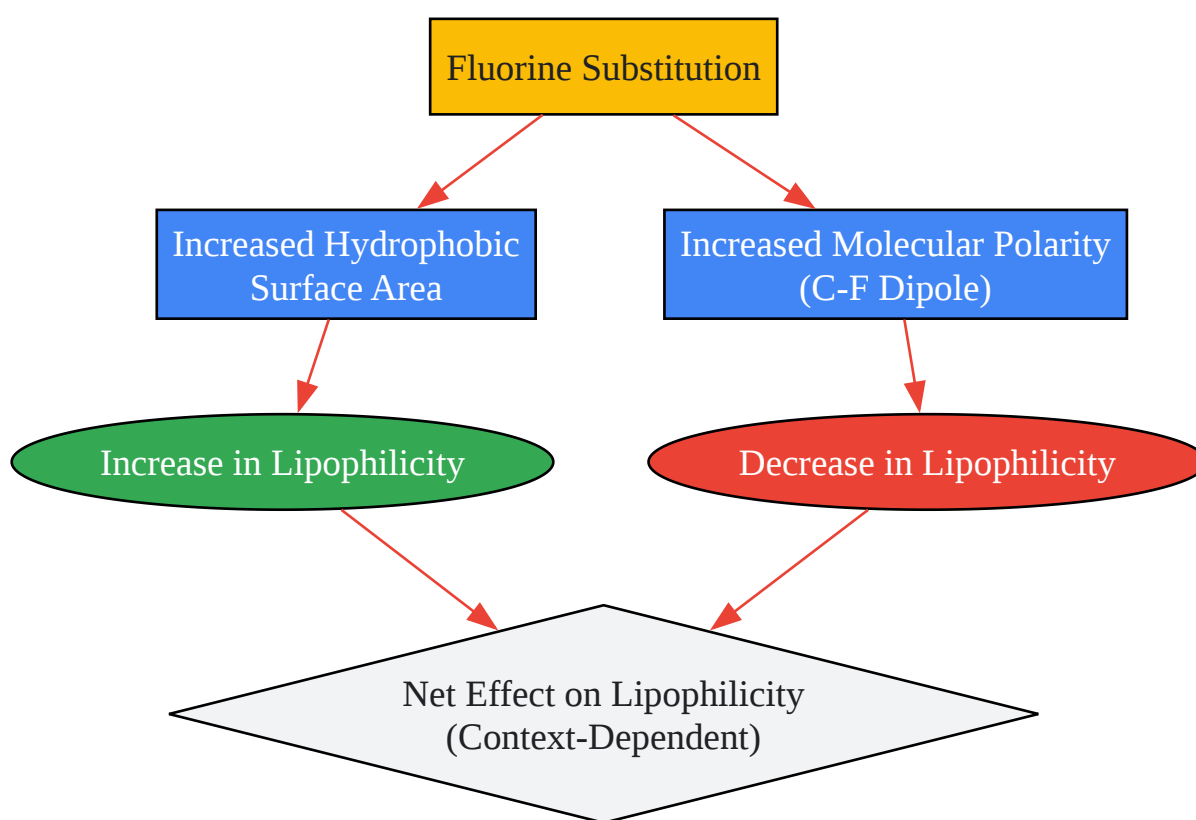 Fluorine Substitution
Increased Hydrophobic
Surface Area
Increased Molecular Polarity
(C-F Dipole)
Increase in Lipophilicity
Decrease in Lipophilicity
Net Effect on Lipophilicity
(Context-Dependent)